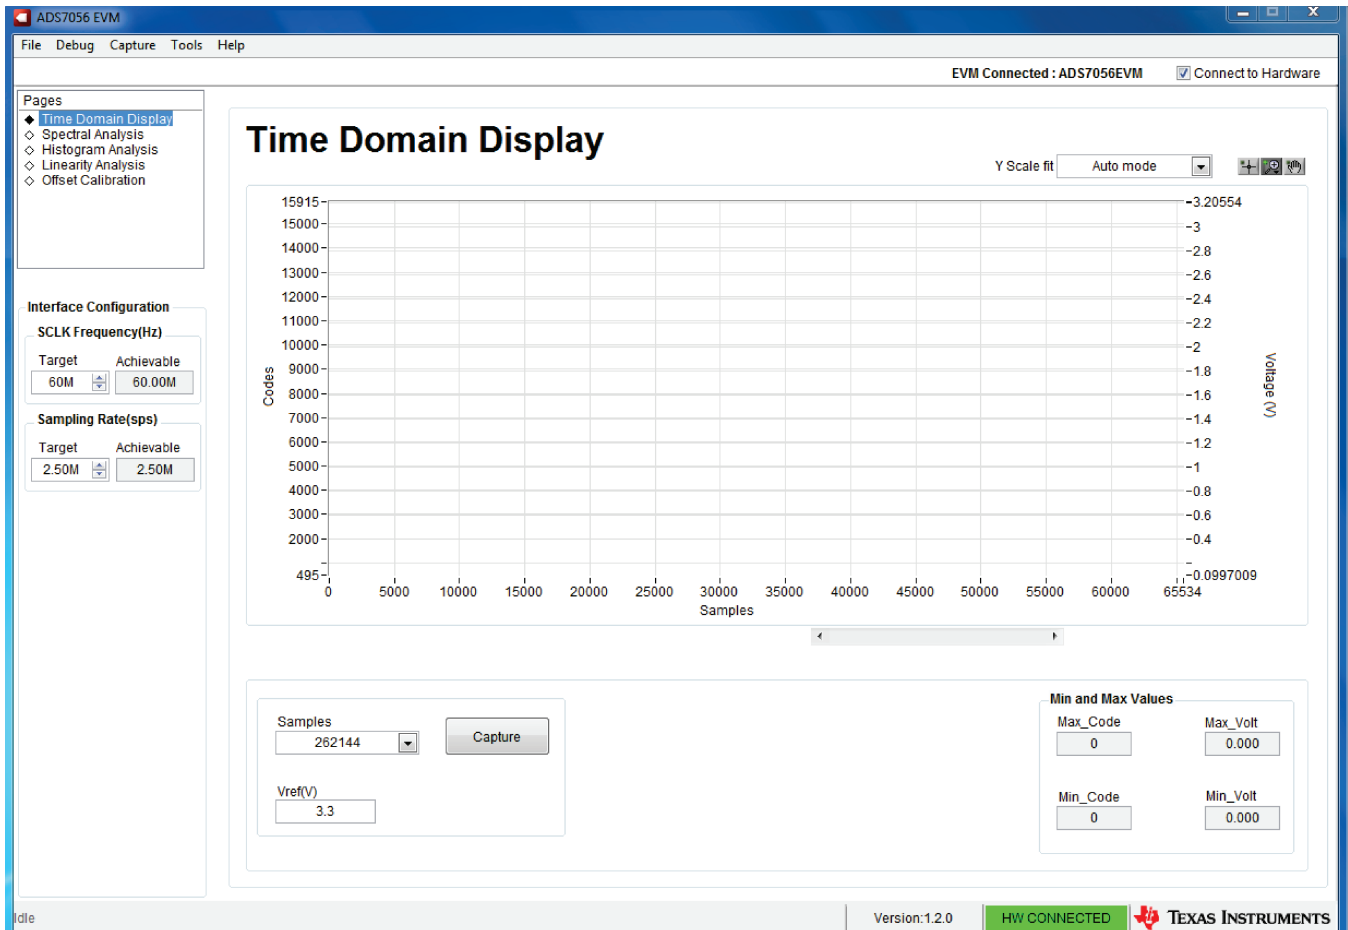 ADS7056 EVM
File Debug Capture Tools Help
EVM Connected : ADS7056EVM Connect to Hardware
Pages
Time Domain Display
Spectral Analysis
Histogram Analysis
Linearity Analysis
Offset Calibration
Interface Configuration
SCLK Frequency(Hz)
Target Achievable
60M 60.00M
Sampling Rate(sps)
Target Achievable
2.50M 2.50M
Time Domain Display
Y Scale fit Auto mode
Codes
15915
15000
14000
13000
12000
11000
10000
9000
8000
7000
6000
5000
4000
3000
2000
495
3.20554
3
2.8
2.6
2.4
2.2
2
1.8
1.6
1.4
1.2
1
0.8
0.6
0.4
0.0997009
Voltage (V)
0 5000 10000 15000 20000 25000 30000 35000 40000 45000 50000 55000 60000 65534
Samples
Samples
262144 Capture
Vref(V)
3.3
Min and Max Values
Max_Code Max_Volt
0 0.000
Min_Code Min_Volt
0 0.000
Idle Version:1.2.0 HW CONNECTED TEXAS INSTRUMENTS